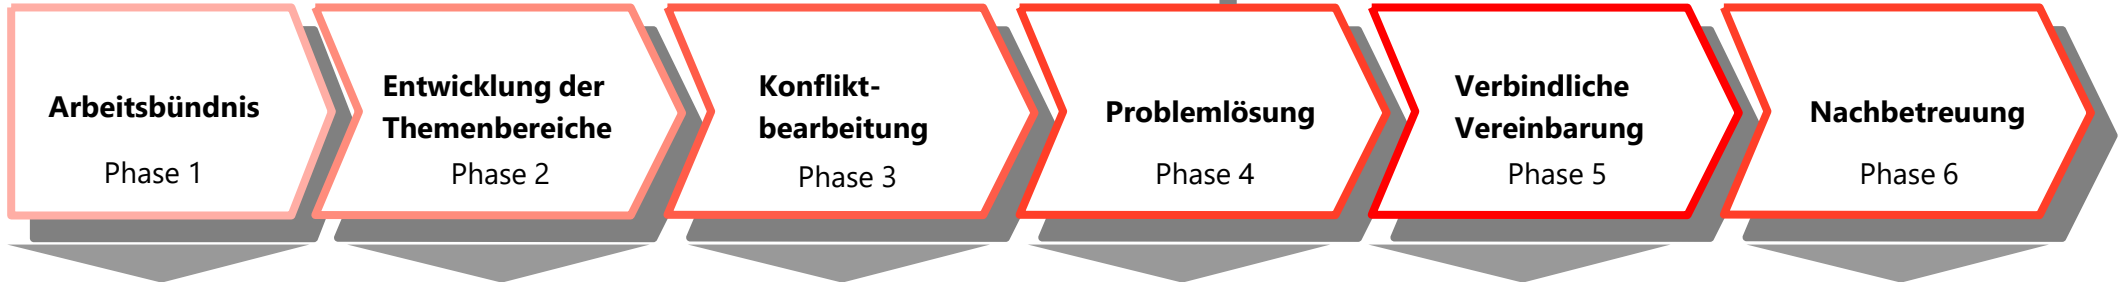 Arbeitsbündnis
Phase 1
Entwicklung der
Themenbereiche
Phase 2
Konflikt-
bearbeitung
Phase 3
Problemlösung
Phase 4
Verbindliche
Vereinbarung
Phase 5
Nachbetreuung
Phase 6